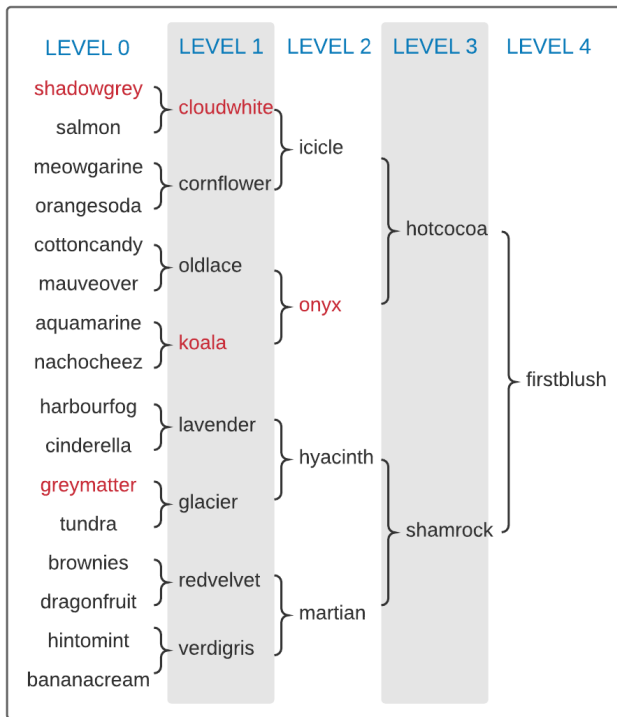 LEVEL 0 LEVEL 1 LEVEL 2 LEVEL 3 LEVEL 4
shadowgrey
cloudwhite
salmon
icicle
meowgarine
cornflower
orangesoda
hotcocoa
cottoncandy
oldlace
mauveover
onyx
aquamarine
koala
nachocheez
firstblush
harbourfog
lavender
cinderella
hyacinth
greymatter
glacier
tundra
shamrock
brownies
redvelvet
dragonfruit
martian
hintomint
verdigris
bananacream